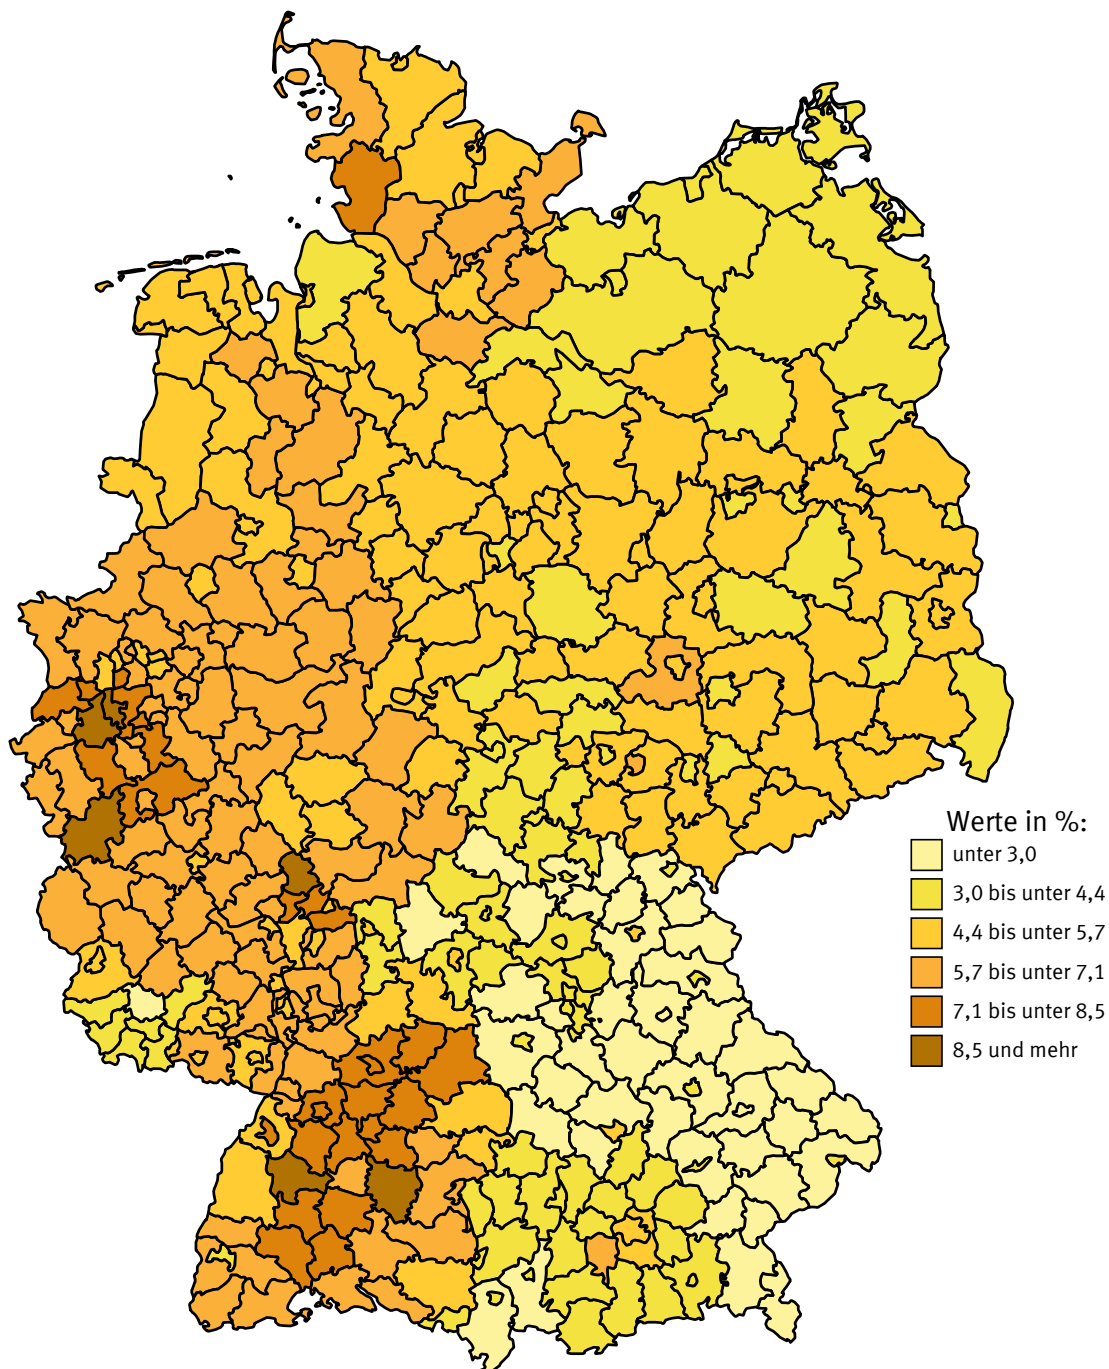 Werte in %:
unter 3,0
3,0 bis unter 4,4
4,4 bis unter 5,7
5,7 bis unter 7,1
7,1 bis unter 8,5
8,5 und mehr